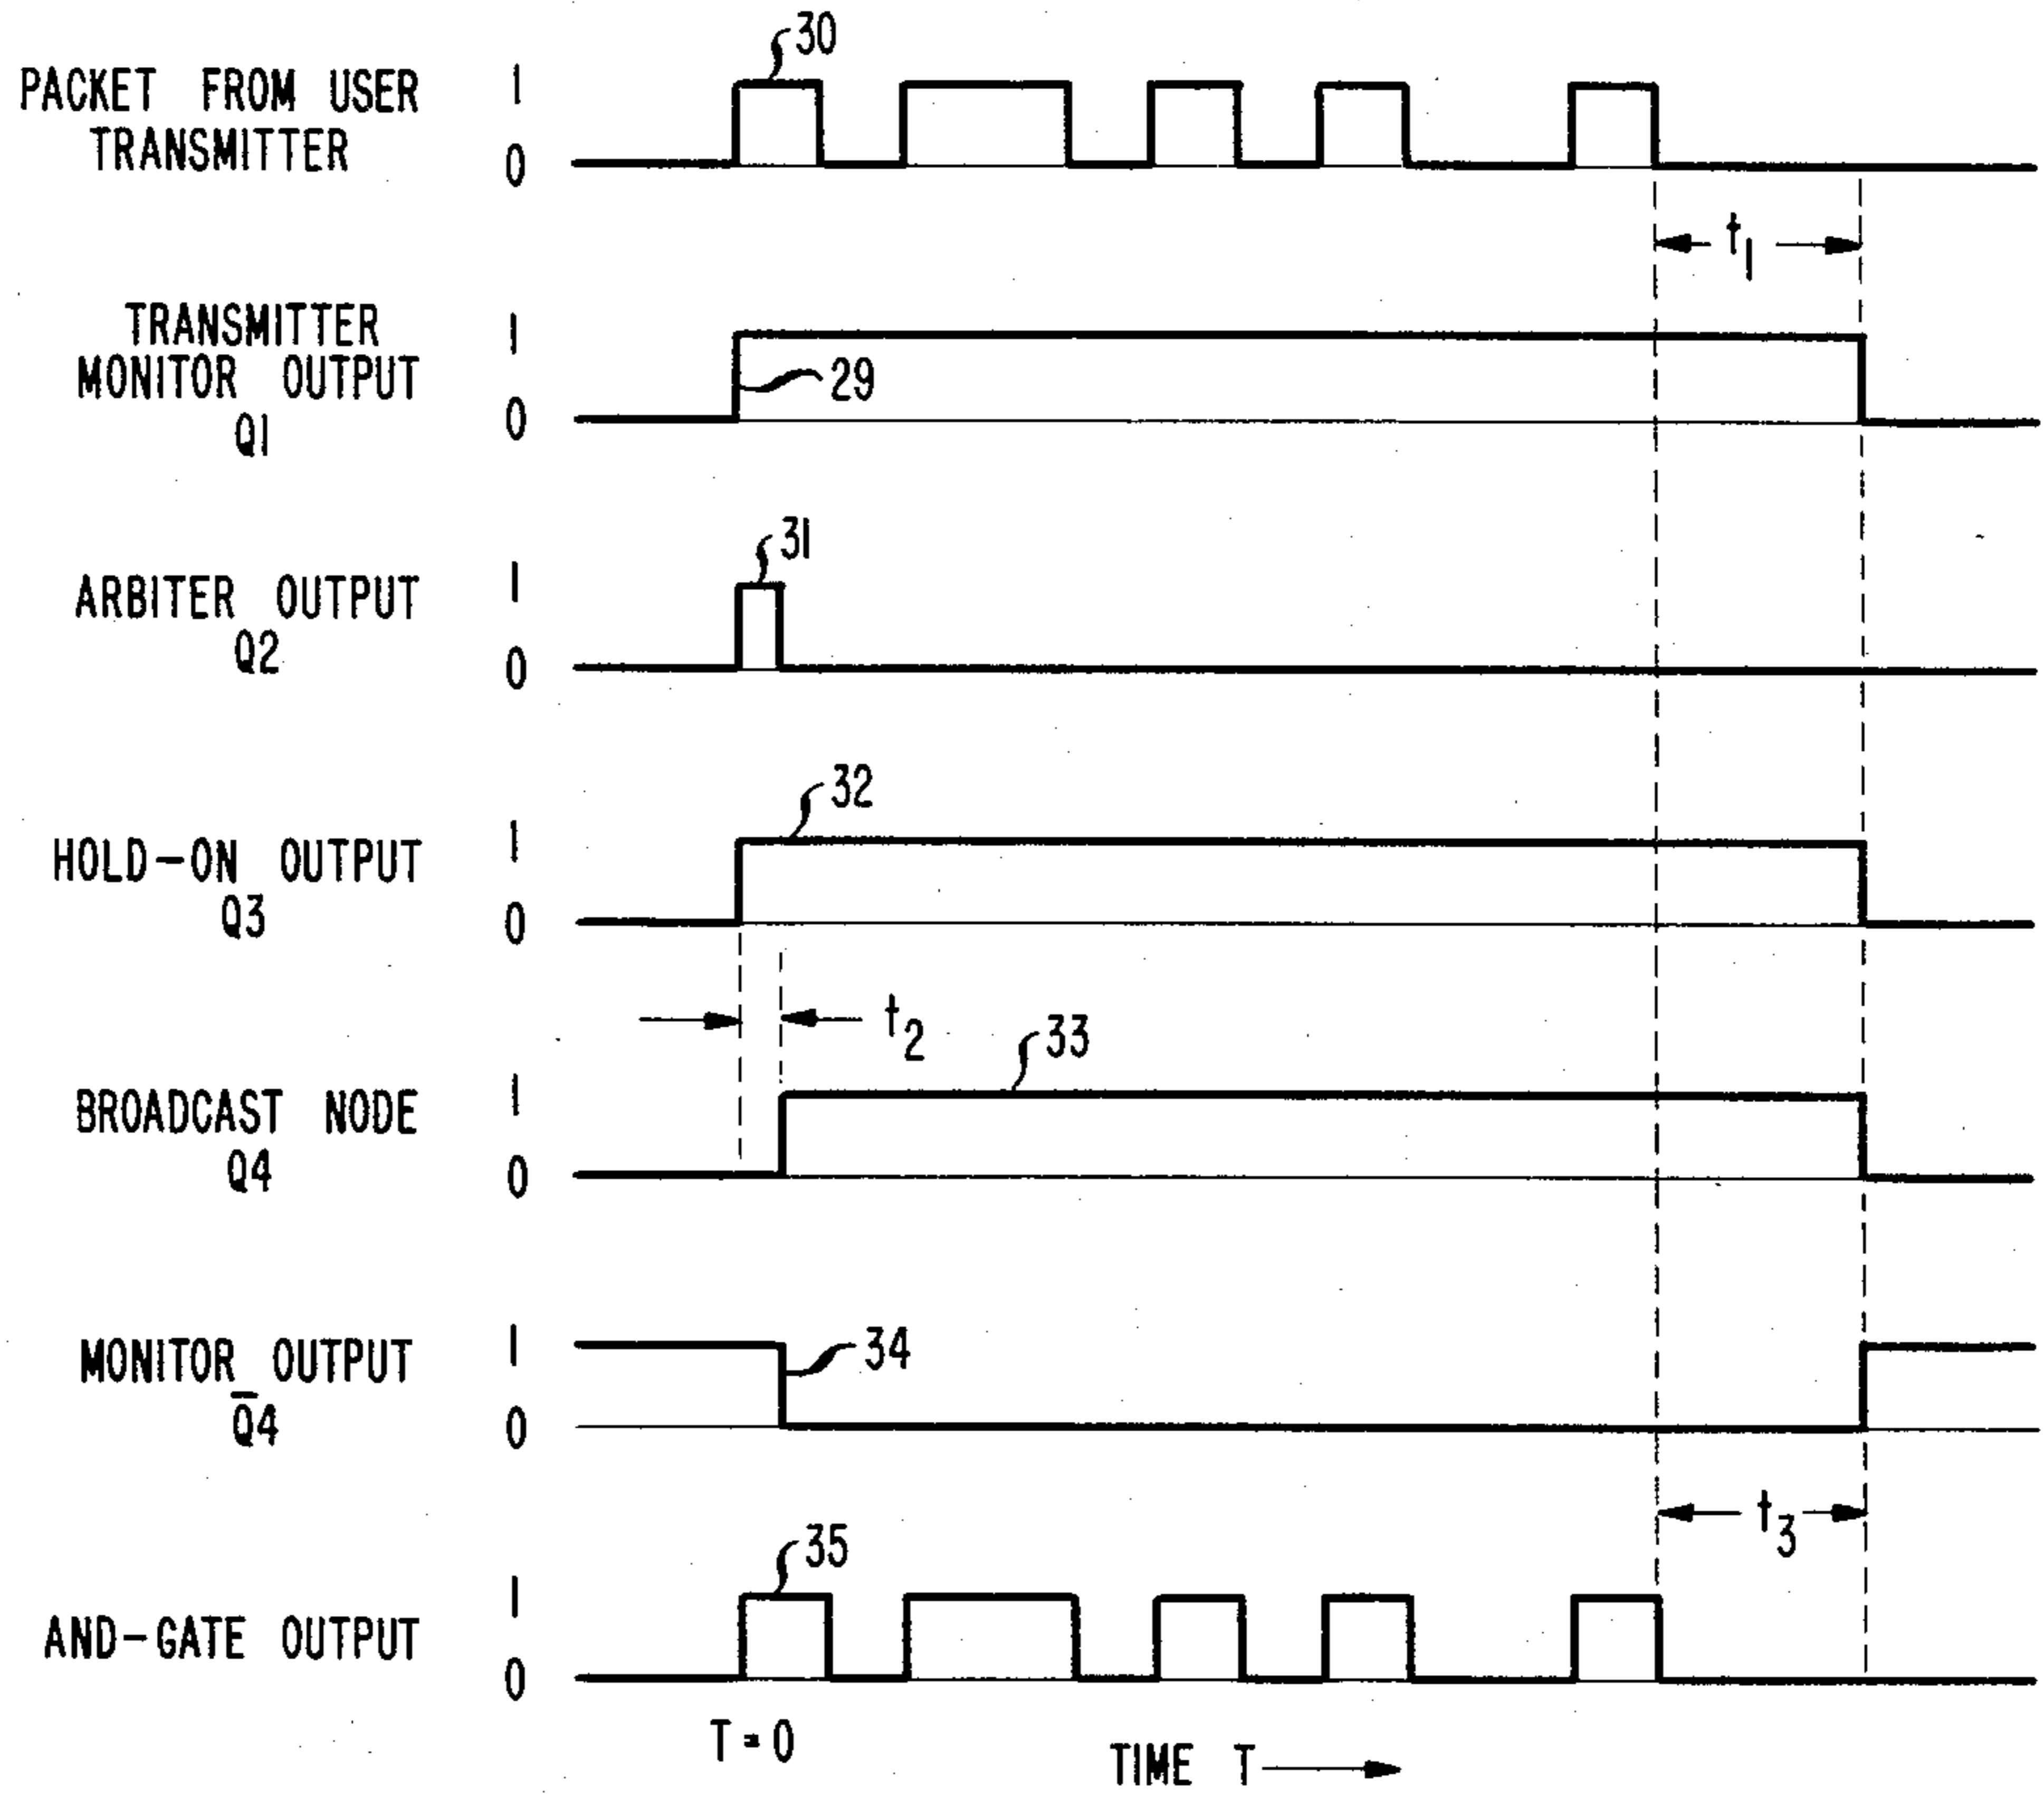 30
PACKET FROM USER
TRANSMITTER
1
0
t1
TRANSMITTER
MONITOR OUTPUT
Q1
1
0
29
31
ARBITER OUTPUT
Q2
1
0
32
HOLD-ON OUTPUT
Q3
1
0
t2
33
BROADCAST NODE
Q4
1
0
MONITOR OUTPUT
Q̅4
1
0
34
t3
35
AND-GATE OUTPUT
1
0
T=0
TIME T